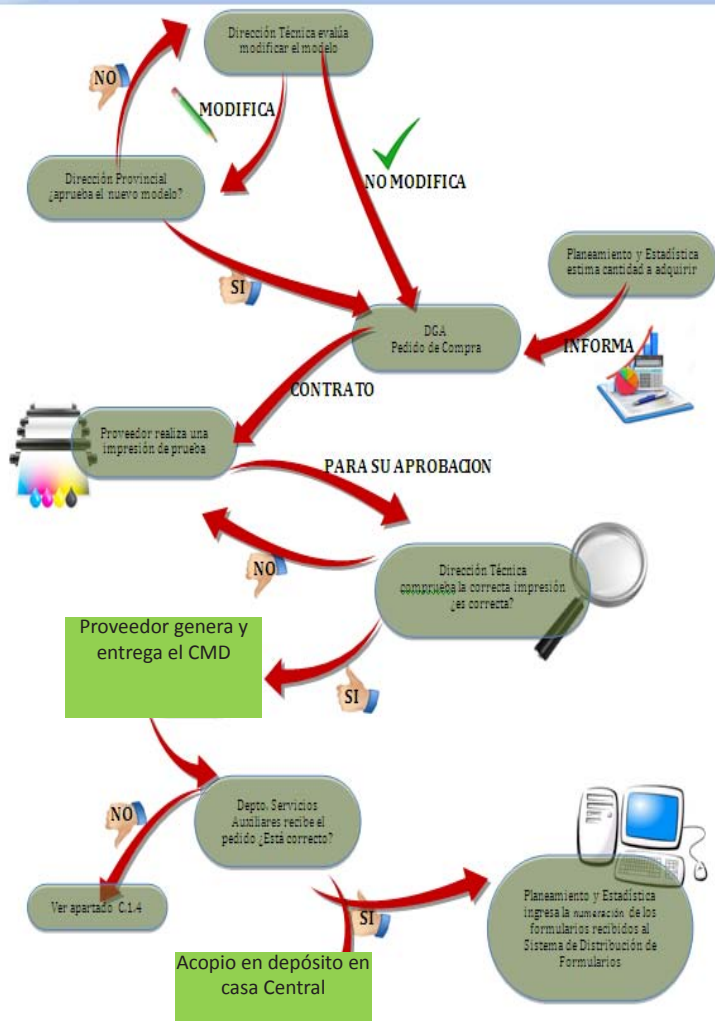 Dirección Técnica evalúa
modificar el modelo
NO
MODIFICA
Dirección Provincial
¿aprueba el nuevo modelo?
NO MODIFICA
SI
Planeamiento y Estadística
estima cantidad a adquirir
DGA
Pedido de Compra
INFORMA
CONTRATO
Proveedor realiza una
impresión de prueba
PARA SU APROBACION
NO
Dirección Técnica
comprueba la correcta impresión
¿es correcta?
Proveedor genera y
entrega el CMD
SI
Depto. Servicios
Auxiliares recibe el
pedido ¿Está correcto?
NO
Ver apartado C.1.4
SI
Planeamiento y Estadística
ingresa la numeración de los
formularios recibidos al
Sistema de Distribución de
Formularios
Acopio en depósito en
casa Central